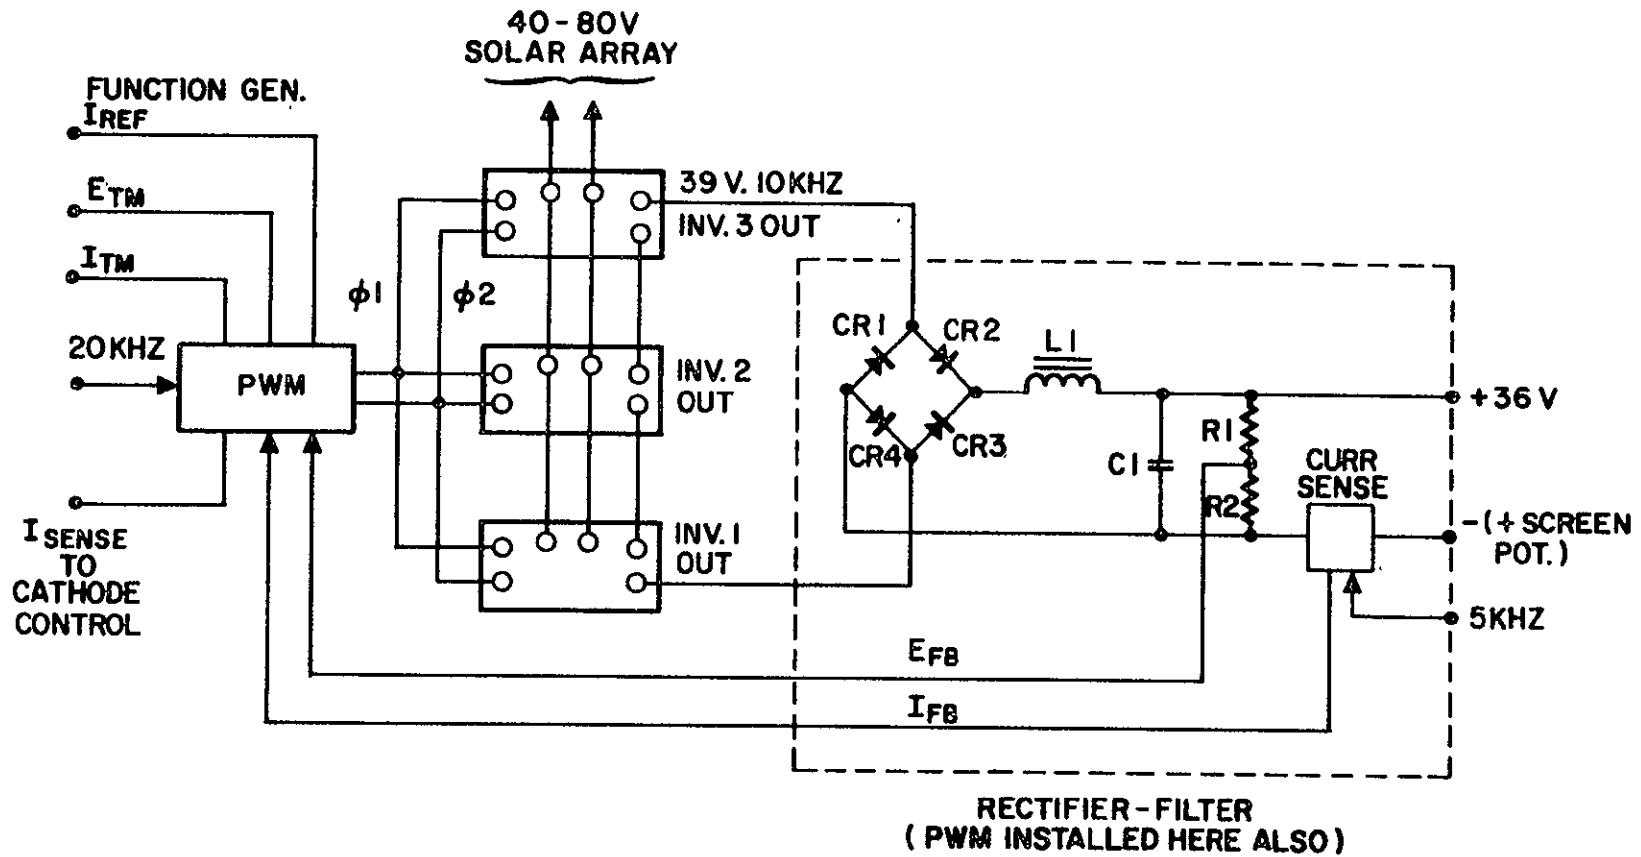 40-80V
SOLAR ARRAY
FUNCTION GEN.
IREF
ETM
ITM
20KHZ
PWM
ISENSE
TO
CATHODE
CONTROL
ϕ1
ϕ2
39 V. 10KHZ
INV. 3 OUT
INV. 2
OUT
INV. 1
OUT
CR1
CR2
CR3
CR4
L1
C1
R1
R2
CURR
SENSE
+36 V
-(+ SCREEN
POT.)
5KHZ
EFB
IFB
RECTIFIER-FILTER
(PWM INSTALLED HERE ALSO)